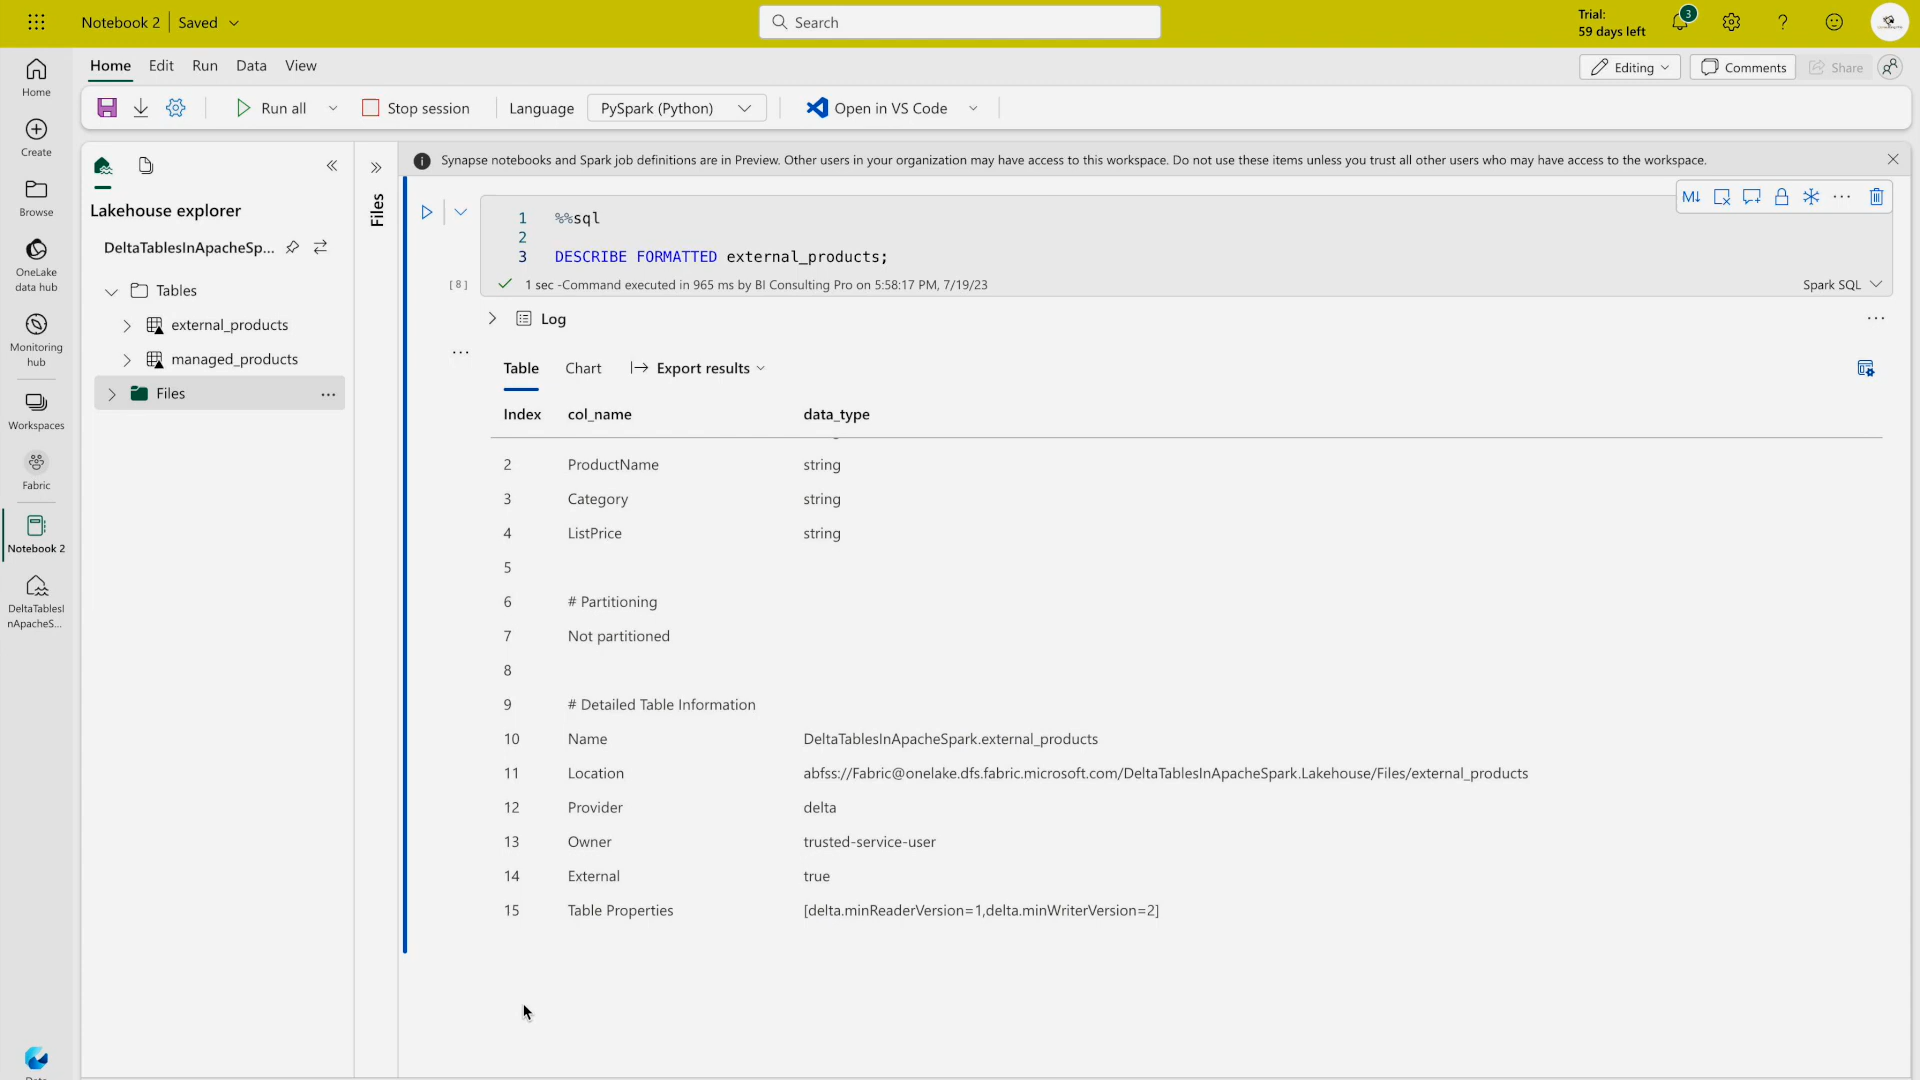 Notebook 2 | Saved
Search
Trial:
59 days left
3
Home Edit Run Data View
Editing
Comments
Share
Run all
Stop session
Language
PySpark (Python)
Open in VS Code
Home
Create
Browse
OneLake
data hub
Monitoring
hub
Workspaces
Fabric
Notebook 2
DeltaTablesI
nApacheS...
Lakehouse explorer
DeltaTablesInApacheSp...
Tables
external_products
managed_products
Files
...
Files
Synapse notebooks and Spark job definitions are in Preview. Other users in your organization may have access to this workspace. Do not use these items unless you trust all other users who may have access to the workspace.
M↓
1 %%sql
2
3 DESCRIBE FORMATTED external_products;
[8]
1 sec -Command executed in 965 ms by BI Consulting Pro on 5:58:17 PM, 7/19/23
Spark SQL
Log
Table Chart Export results
Index col_name data_type
2 ProductName string
3 Category string
4 ListPrice string
5
6 # Partitioning
7 Not partitioned
8
9 # Detailed Table Information
10 Name DeltaTablesInApacheSpark.external_products
11 Location abfss://Fabric@onelake.dfs.fabric.microsoft.com/DeltaTablesInApacheSpark.Lakehouse/Files/external_products
12 Provider delta
13 Owner trusted-service-user
14 External true
15 Table Properties [delta.minReaderVersion=1,delta.minWriterVersion=2]